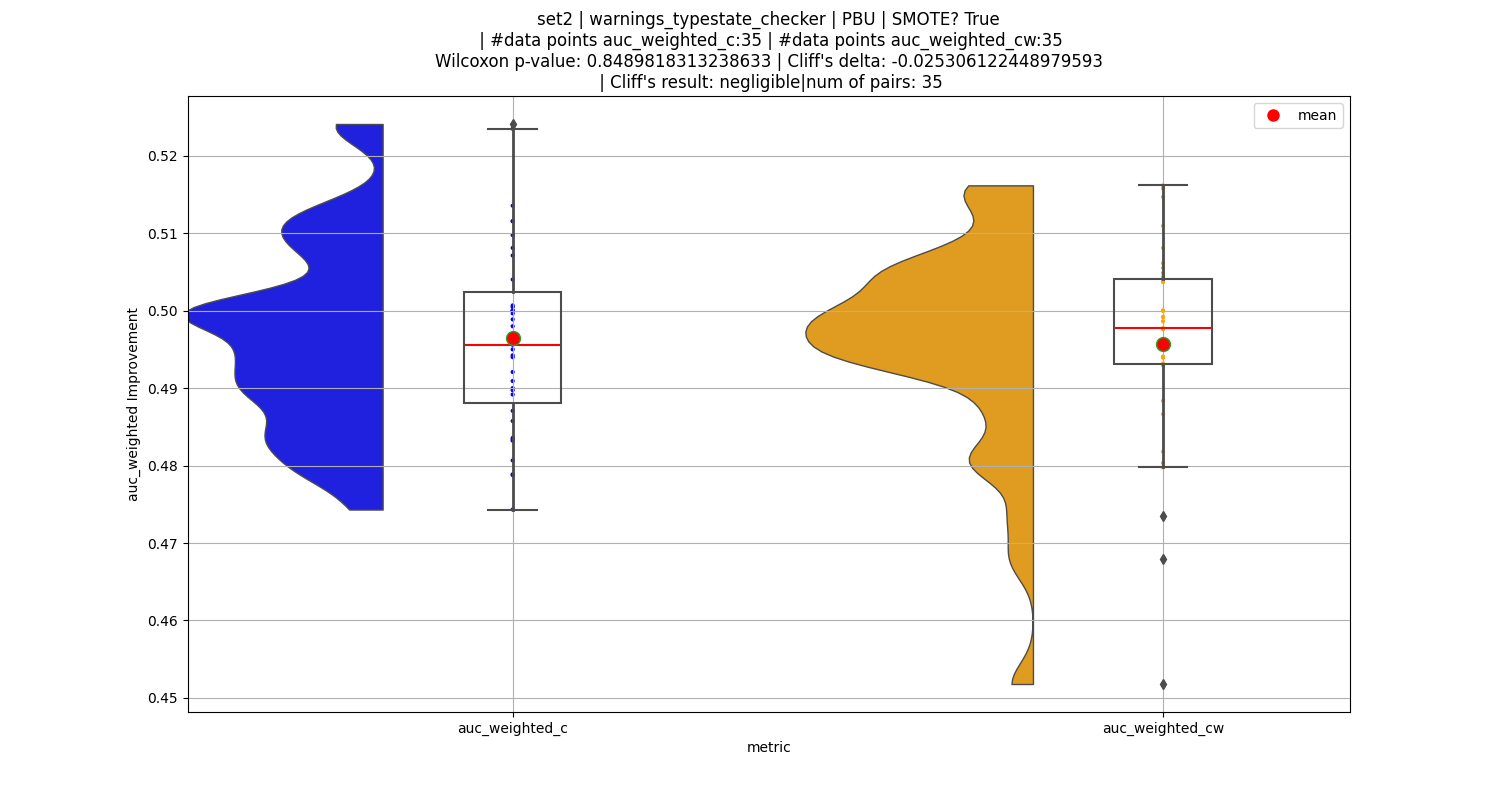 set2 | warnings_typestate_checker | PBU | SMOTE? True
| #data points auc_weighted_c:35 | #data points auc_weighted_cw:35
Wilcoxon p-value: 0.8489818313238633 | Cliff's delta: -0.025306122448979593
| Cliff's result: negligible|num of pairs: 35
mean
0.52
0.51
0.50
0.49
0.48
0.47
0.46
0.45
auc_weighted Improvement
auc_weighted_c
auc_weighted_cw
metric